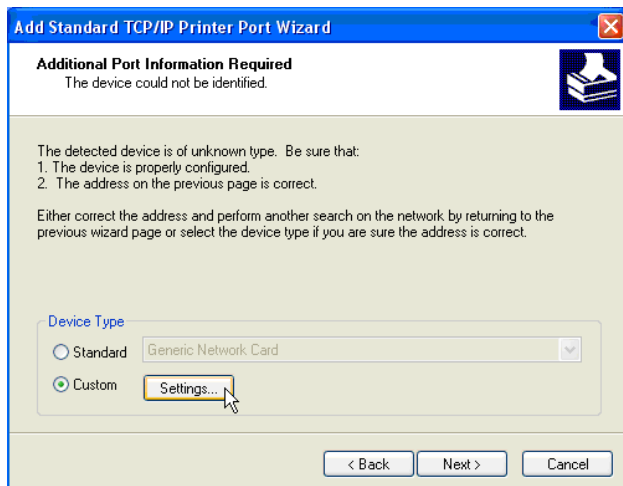 Add Standard TCP/IP Printer Port Wizard
Additional Port Information Required
The device could not be identified.
The detected device is of unknown type. Be sure that:
1. The device is properly configured.
2. The address on the previous page is correct.
Either correct the address and perform another search on the network by returning to the
previous wizard page or select the device type if you are sure the address is correct.
Device Type
Standard Generic Network Card
Custom Settings...
< Back Next > Cancel